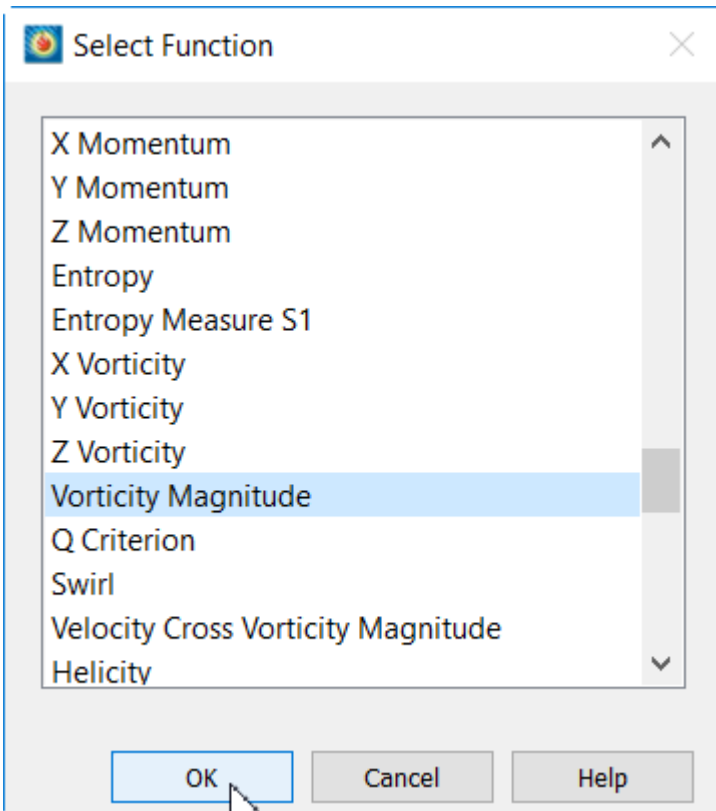 Select Function
X Momentum
Y Momentum
Z Momentum
Entropy
Entropy Measure S1
X Vorticity
Y Vorticity
Z Vorticity
Vorticity Magnitude
Q Criterion
Swirl
Velocity Cross Vorticity Magnitude
Helicity
OK Cancel Help